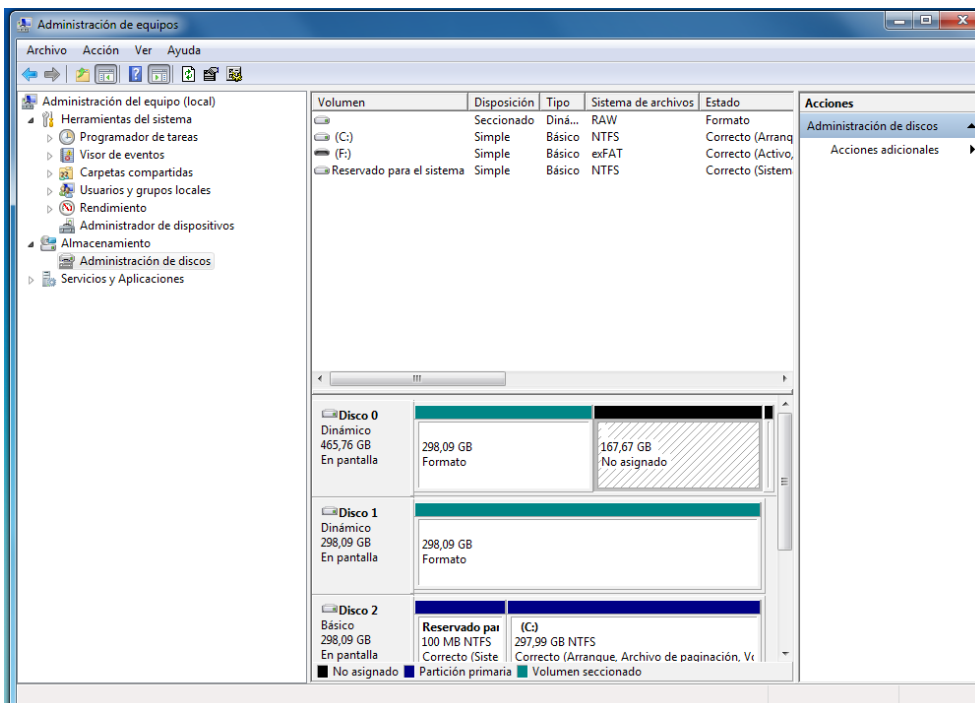 Administración de equipos
Archivo Acción Ver Ayuda
Administración del equipo (local)
Herramientas del sistema
Programador de tareas
Visor de eventos
Carpetas compartidas
Usuarios y grupos locales
Rendimiento
Administrador de dispositivos
Almacenamiento
Administración de discos
Servicios y Aplicaciones
Volumen Disposición Tipo Sistema de archivos Estado
Seccionado Diná... RAW Formato
(C:) Simple Básico NTFS Correcto (Arranq
(F:) Simple Básico exFAT Correcto (Activo,
Reservado para el sistema Simple Básico NTFS Correcto (Sistem
Disco 0
Dinámico
465,76 GB
En pantalla
298,09 GB
Formato
167,67 GB
No asignado
Disco 1
Dinámico
298,09 GB
En pantalla
298,09 GB
Formato
Disco 2
Básico
298,09 GB
En pantalla
Reservado par
100 MB NTFS
Correcto (Siste
(C:)
297,99 GB NTFS
Correcto (Arranque, Archivo de paginación, Vo
No asignado Partición primaria Volumen seccionado
Acciones
Administración de discos
Acciones adicionales